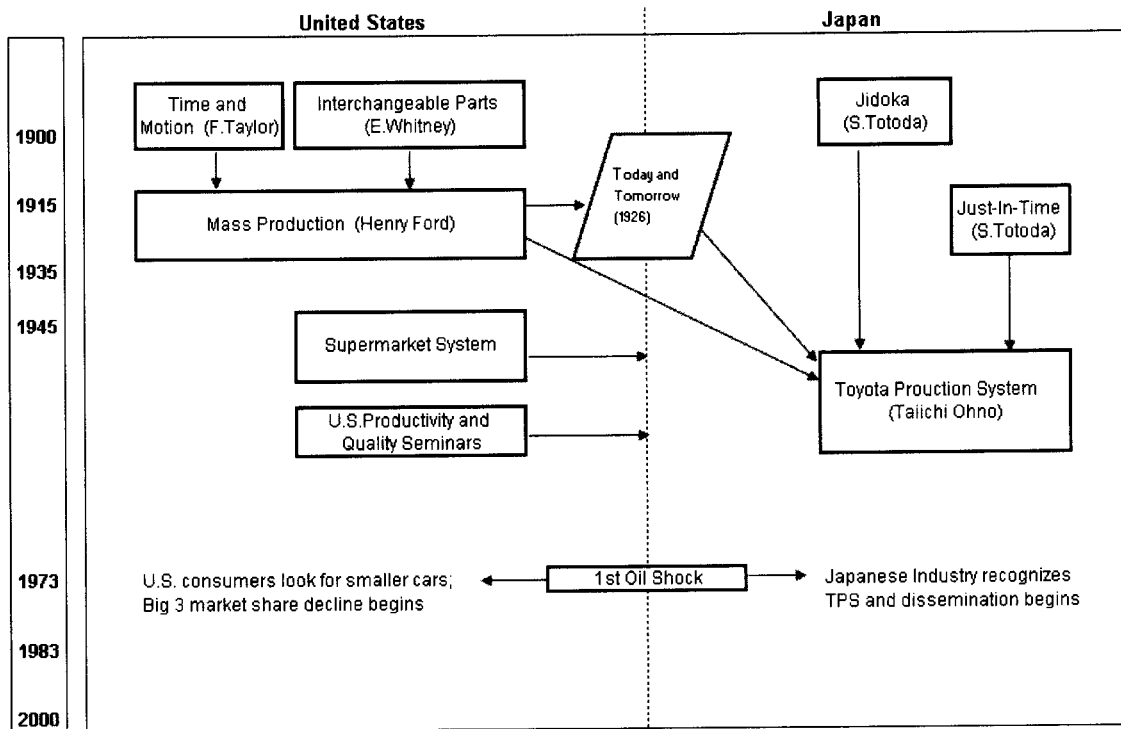 United States
Japan
1900
1915
1935
1945
1973
1983
2000
Time and
Motion (F.Taylor)
Interchangeable Parts
(E.Whitney)
Mass Production (Henry Ford)
Today and
Tomorrow
(1926)
Jidoka
(S.Totoda)
Just-In-Time
(S.Totoda)
Supermarket System
U.S.Productivity and
Quality Seminars
Toyota Prouction System
(Taiichi Ohno)
U.S. consumers look for smaller cars;
Big 3 market share decline begins
1st Oil Shock
Japanese Industry recognizes
TPS and dissemination begins